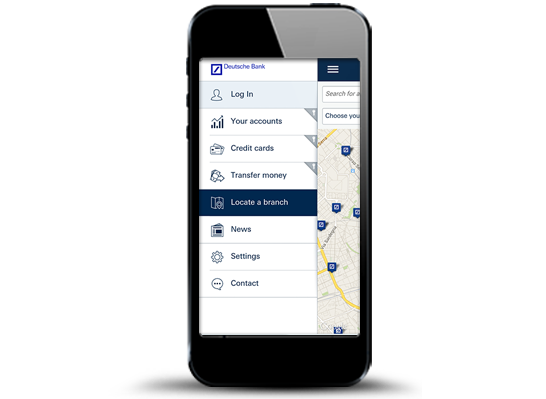 Deutsche Bank
Log In
Your accounts
Credit cards
Transfer money
Locate a branch
News
Settings
Contact
Search for a
Choose you